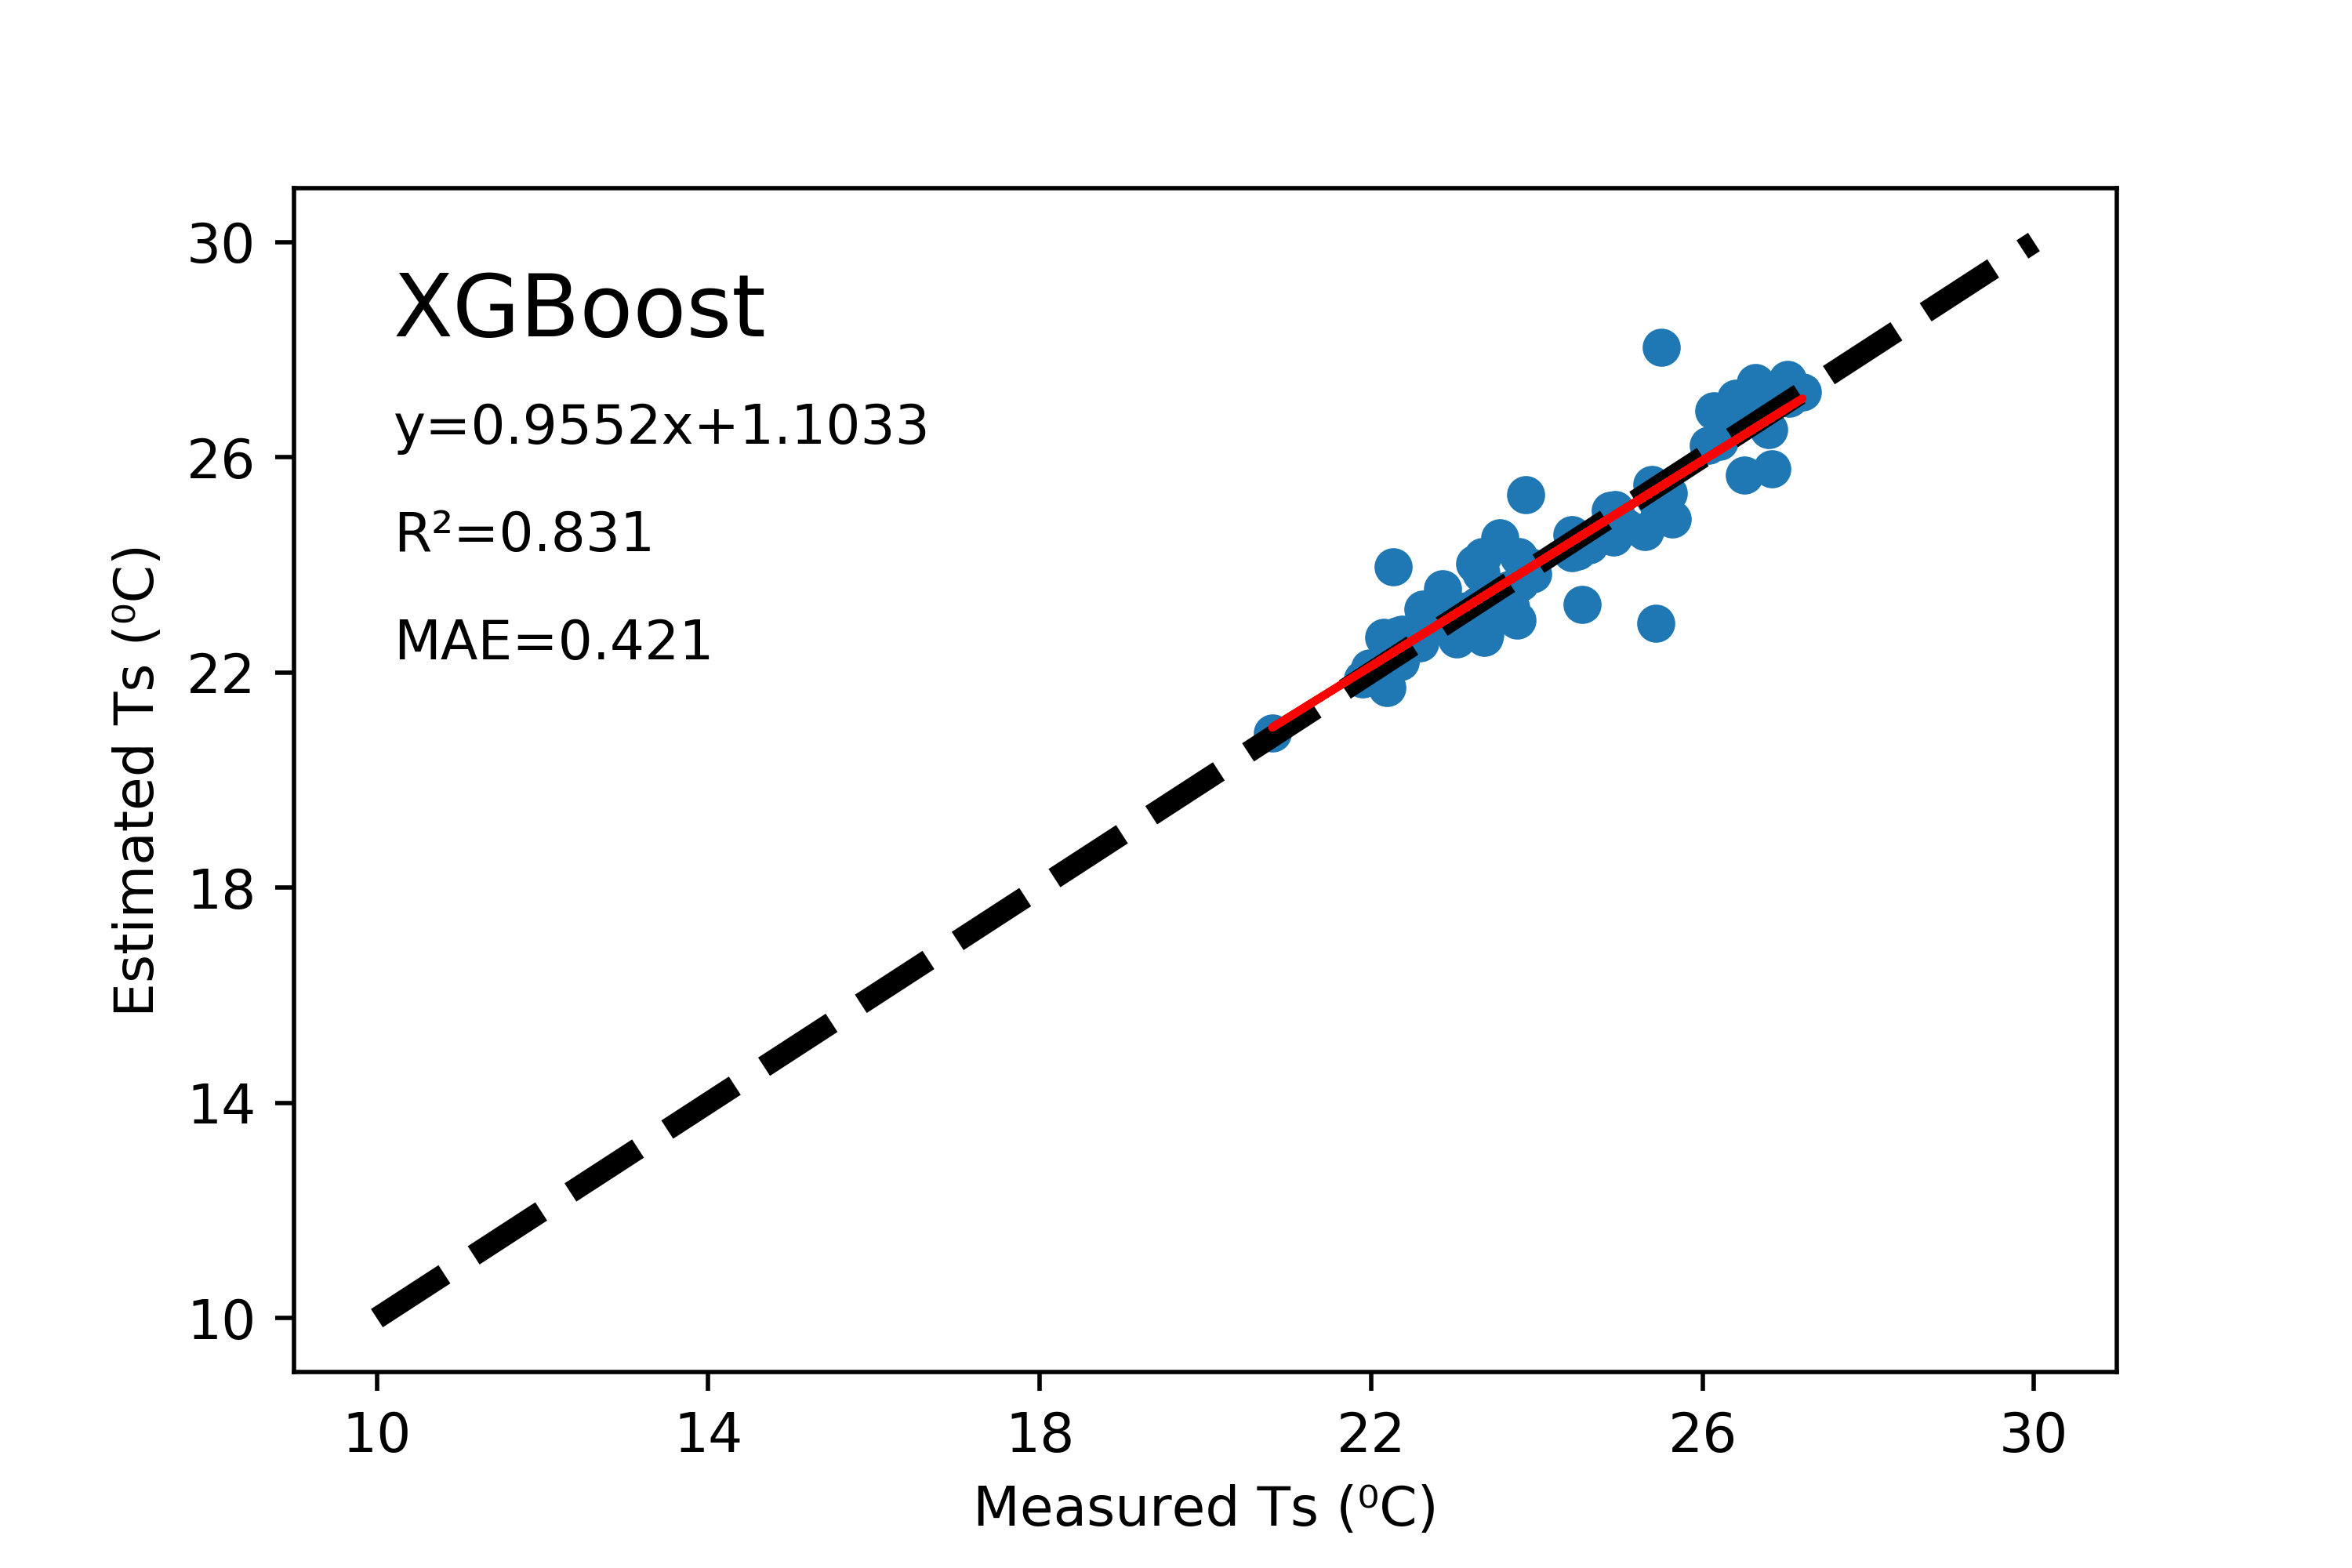 XGBoost
y=0.9552x+1.1033
R²=0.831
MAE=0.421
Estimated Ts (⁰C)
30
26
22
18
14
10
10 14 18 22 26 30
Measured Ts (⁰C)